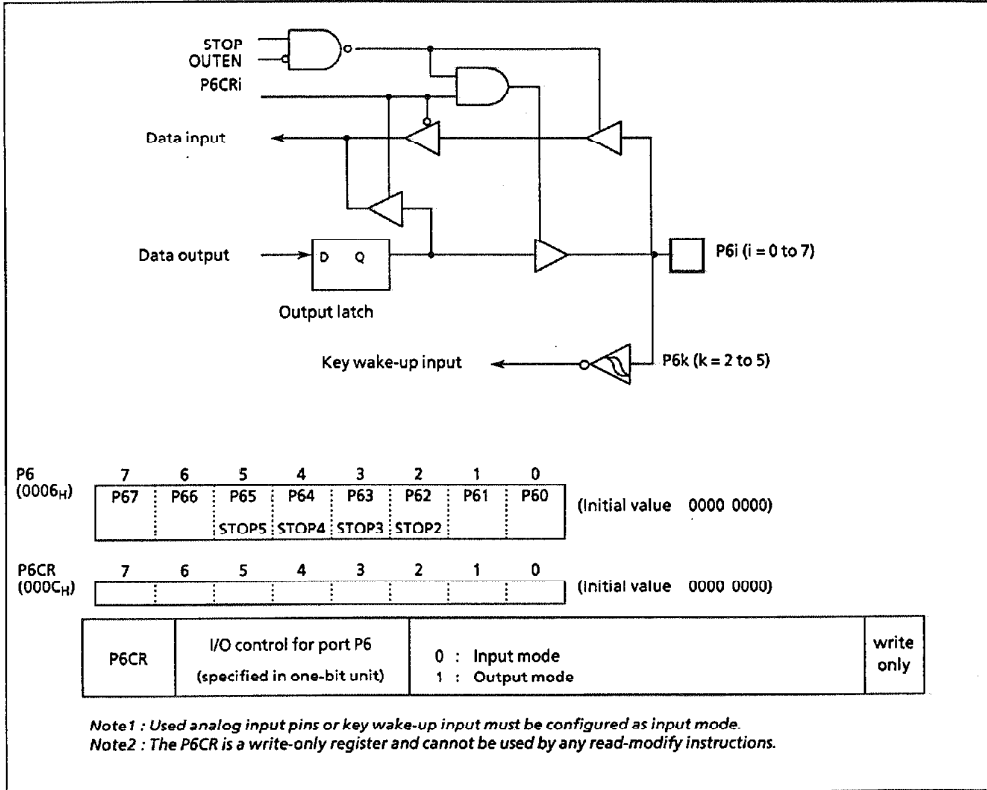 STOP
OUTEN
P6CRi
Data input
Data output
D Q
P6i (i = 0 to 7)
Output latch
Key wake-up input
P6k (k = 2 to 5)
P6
(0006H)
7 6 5 4 3 2 1 0
P67 P66 P65 P64 P63 P62 P61 P60
STOP5 STOP4 STOP3 STOP2
(Initial value 0000 0000)
P6CR
(000CH)
7 6 5 4 3 2 1 0
(Initial value 0000 0000)
P6CR
I/O control for port P6
(specified in one-bit unit)
0 : Input mode
1 : Output mode
write
only
Note1 : Used analog input pins or key wake-up input must be configured as input mode.
Note2 : The P6CR is a write-only register and cannot be used by any read-modify instructions.